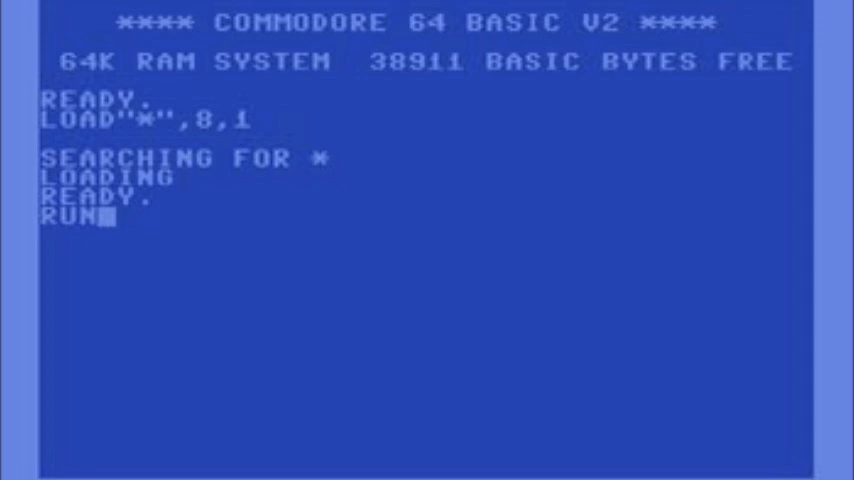 **** COMMODORE 64 BASIC V2 ****
64K RAM SYSTEM  38911 BASIC BYTES FREE
READY.
LOAD"*",8,1
SEARCHING FOR *
LOADING
READY.
RUN